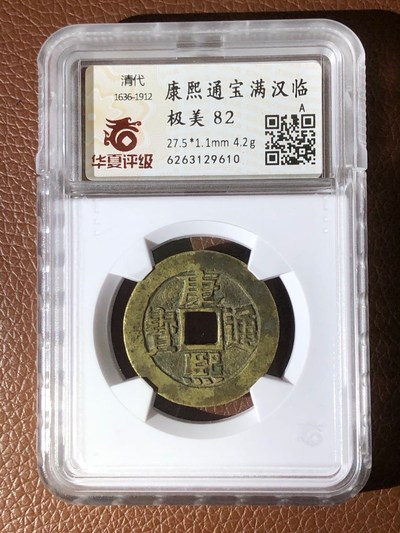 清代
1636-1912
华夏评级
康熙通宝满汉临
极美 82
A
27.5*1.1mm 4.2g
6263129610
康
熙
通
寶